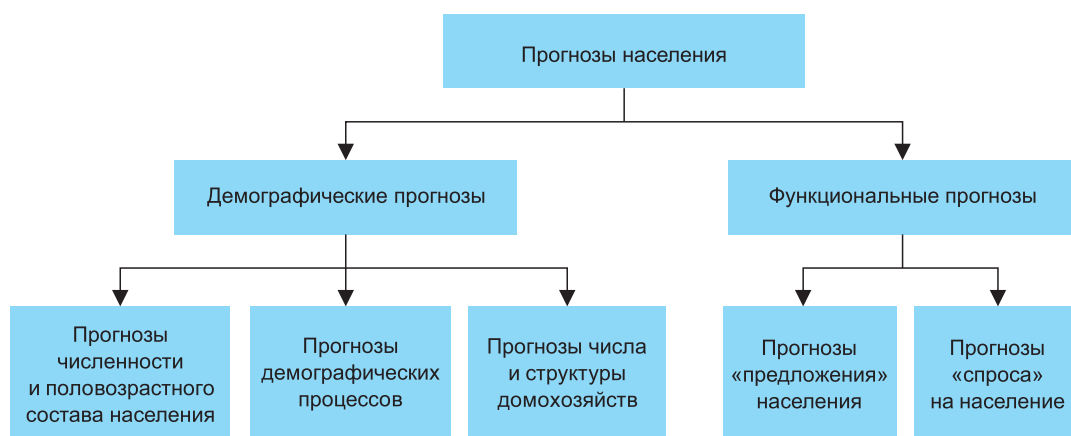 Прогнозы населения
Демографические прогнозы
Функциональные прогнозы
Прогнозы
численности
и половозрастного
состава населения
Прогнозы
демографических
процессов
Прогнозы числа
и структуры
домохозяйств
Прогнозы
«предложения»
населения
Прогнозы
«спроса»
на население